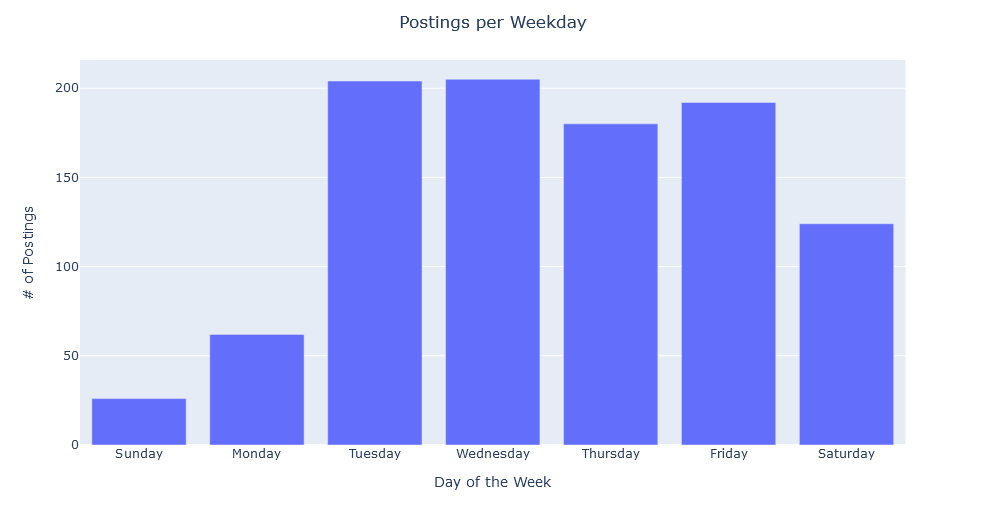 Postings per Weekday
# of Postings
200
150
100
50
0
Sunday Monday Tuesday Wednesday Thursday Friday Saturday
Day of the Week